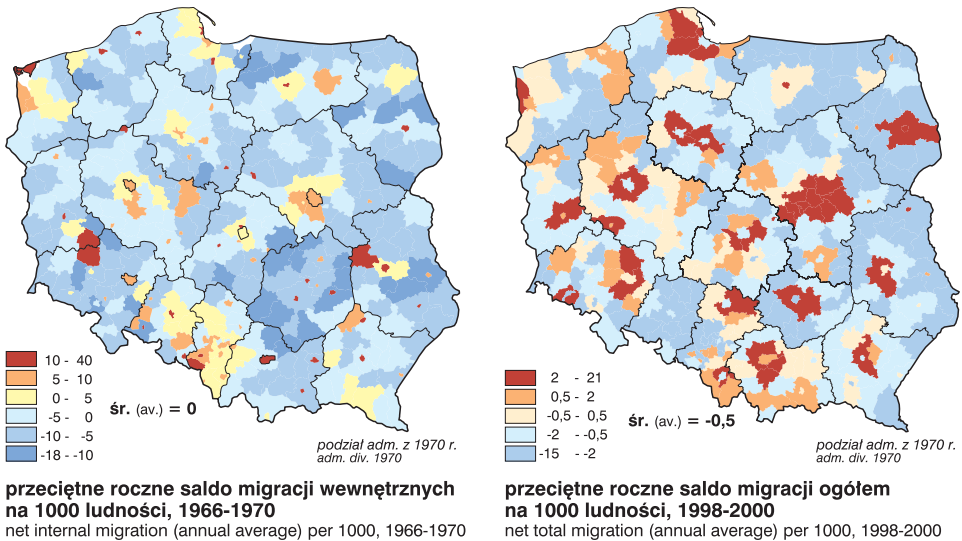 10 - 40
5 - 10
0 - 5
-5 - 0
-10 - -5
-18 - -10
śr. (av.) = 0
podział adm. z 1970 r.
adm. div. 1970
przeciętne roczne saldo migracji wewnętrznych
na 1000 ludności, 1966-1970
net internal migration (annual average) per 1000, 1966-1970
2 - 21
0,5 - 2
-0,5 - 0,5
-2 - -0,5
-15 - -2
śr. (av.) = -0,5
podział adm. z 1970 r.
adm. div. 1970
przeciętne roczne saldo migracji ogółem
na 1000 ludności, 1998-2000
net total migration (annual average) per 1000, 1998-2000